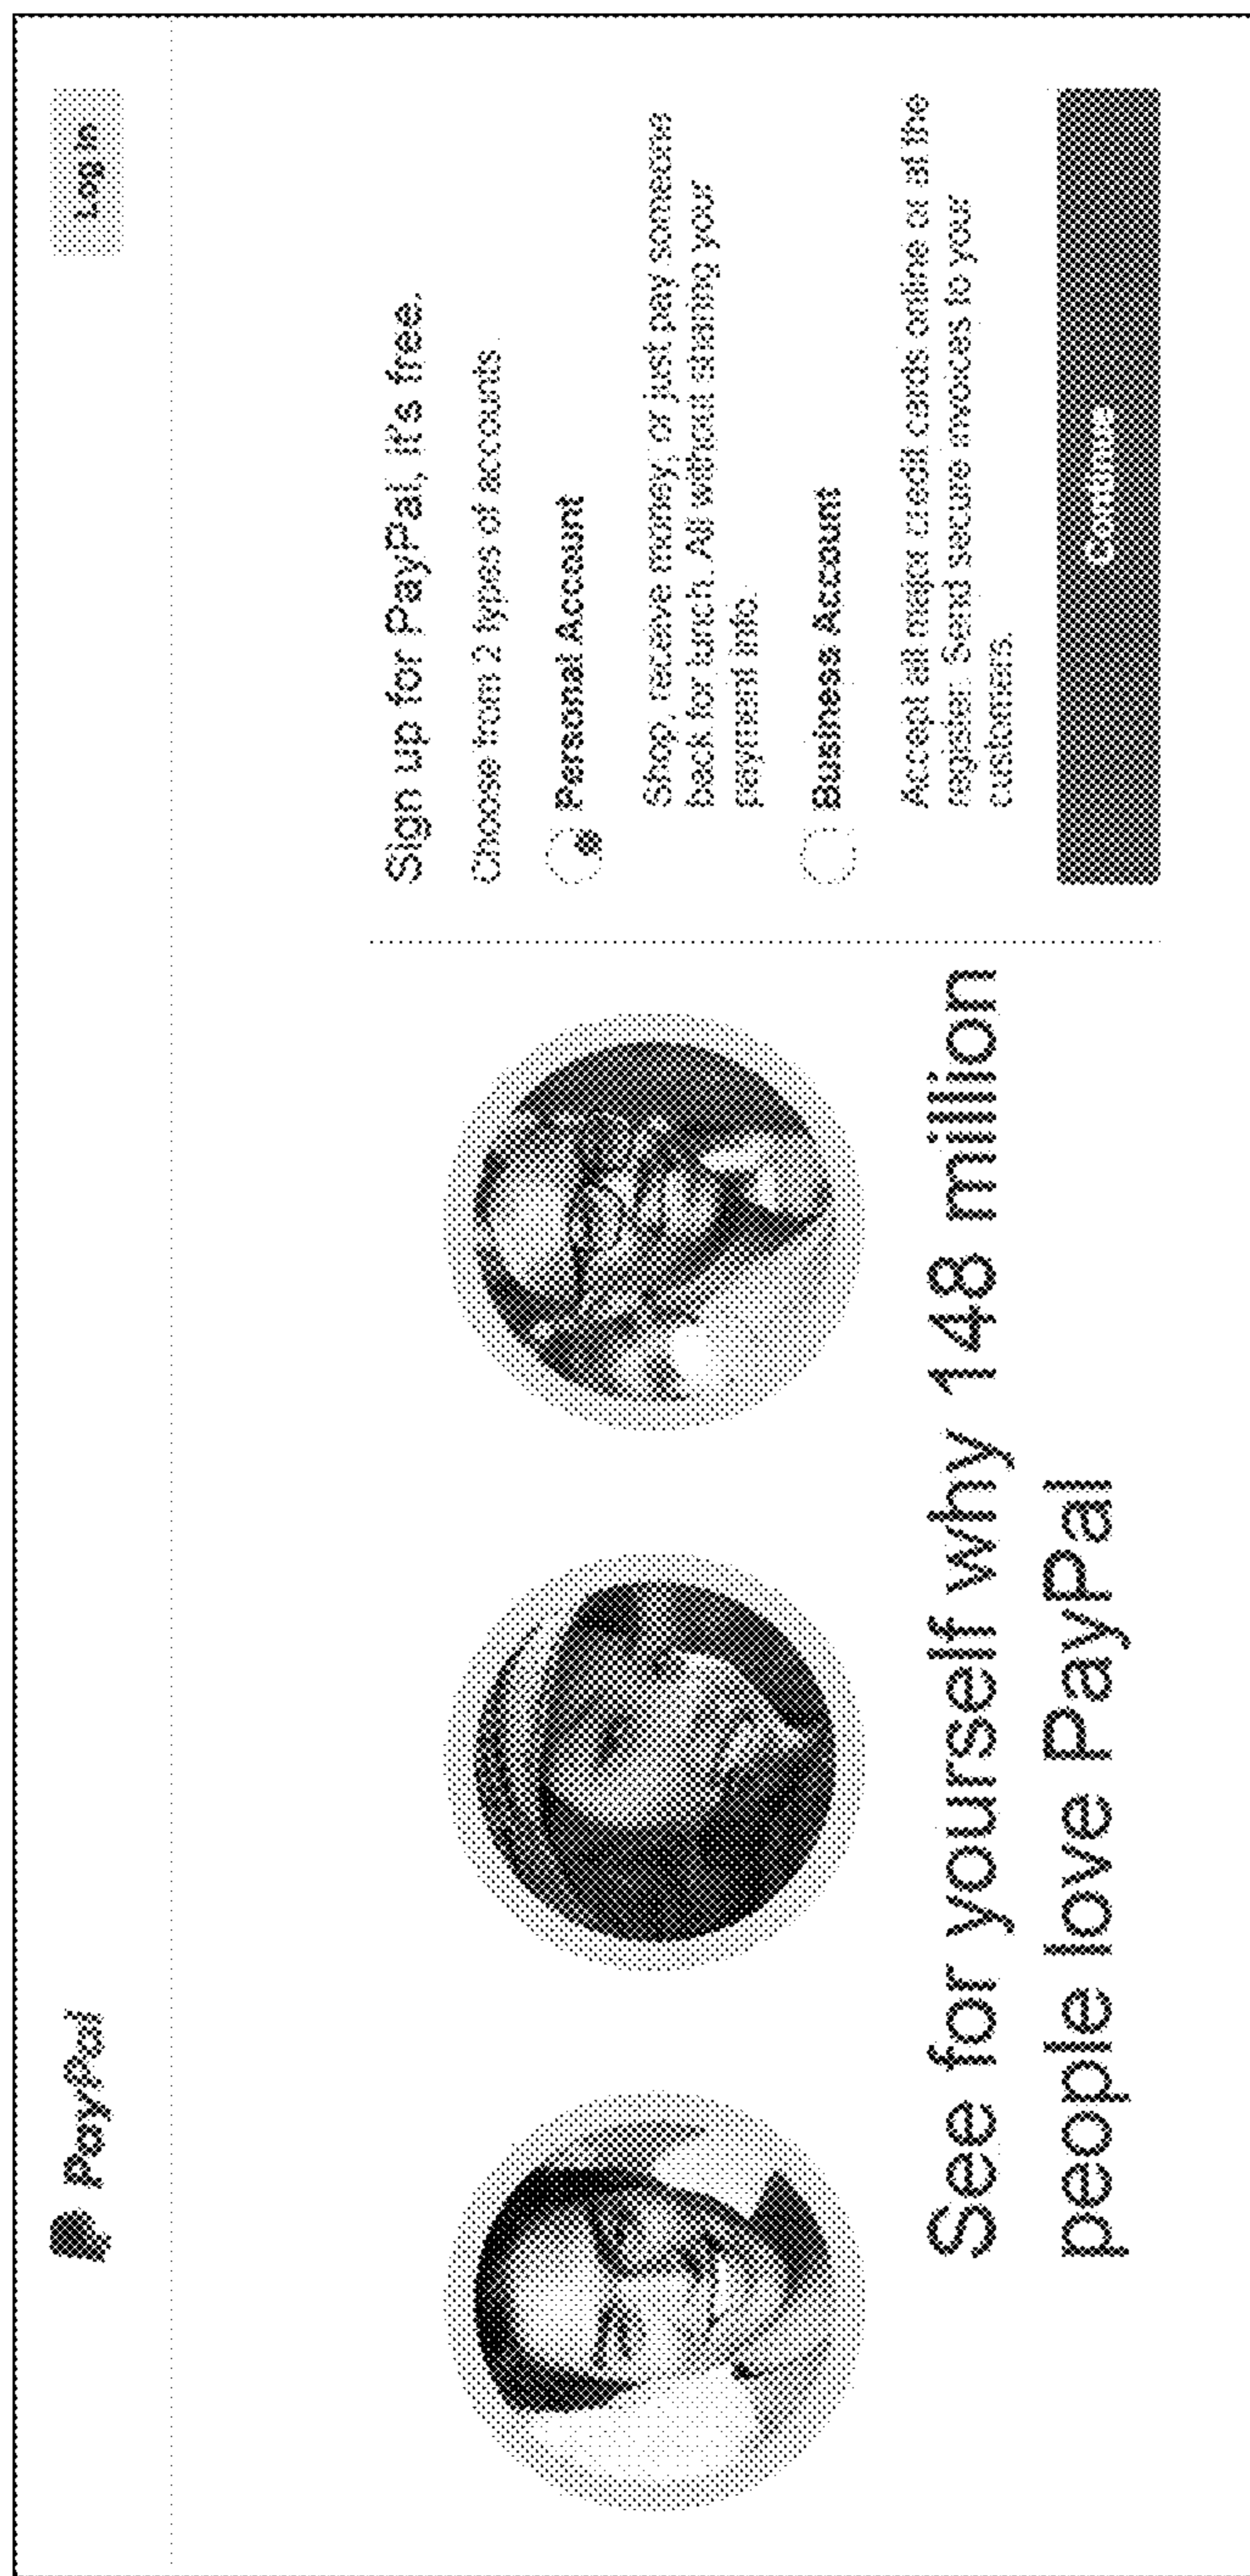 PayPal
Log In
See for yourself why 148 million
people love PayPal
Sign up for PayPal, it's free.
Choose from 2 types of accounts.
Personal Account
Shop, receive money, or just pay someone
back for lunch. All without sharing your
payment info.
Business Account
Accept all major credit cards online or at the
register. Send secure invoices to your
customers.
Continue